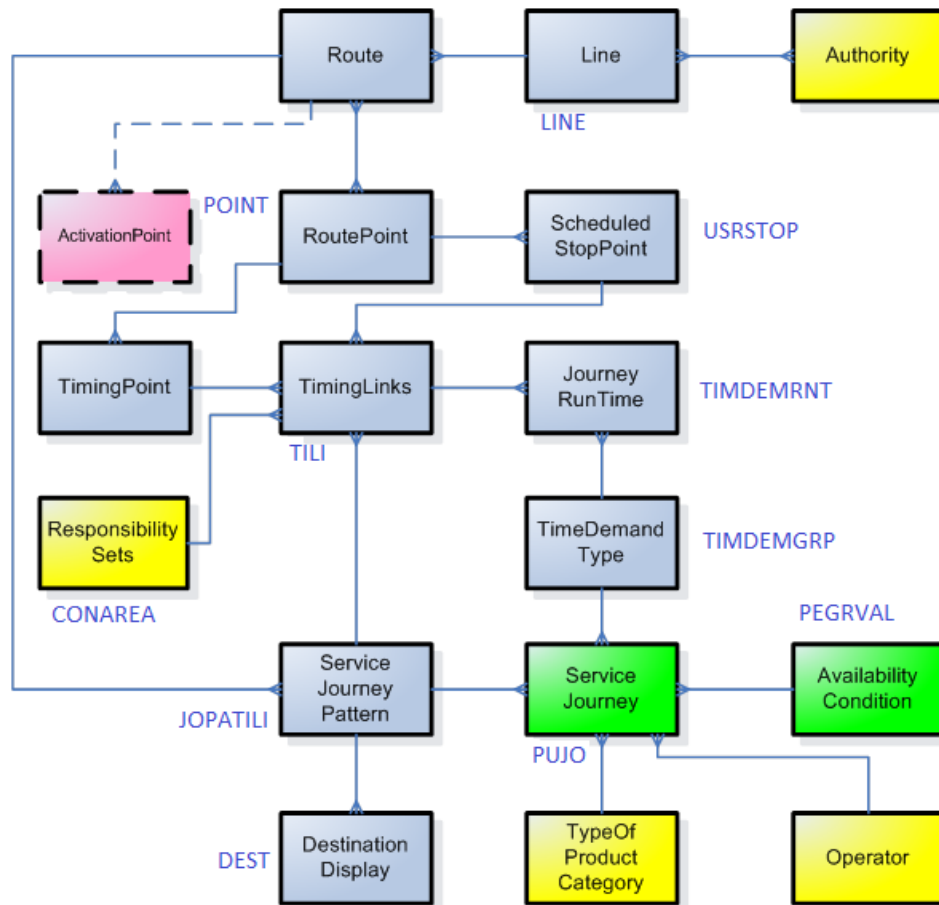 Route
Line
Authority
LINE
ActivationPoint
POINT
RoutePoint
Scheduled
StopPoint
USRSTOP
TimingPoint
TimingLinks
Journey
RunTime
TIMDEMRNT
TILI
Responsibility
Sets
CONAREA
TimeDemand
Type
TIMDEMGRP
PEGRVAL
Service
Journey
Pattern
JOPATILI
Service
Journey
PUJO
Availability
Condition
DEST
Destination
Display
TypeOf
Product
Category
Operator